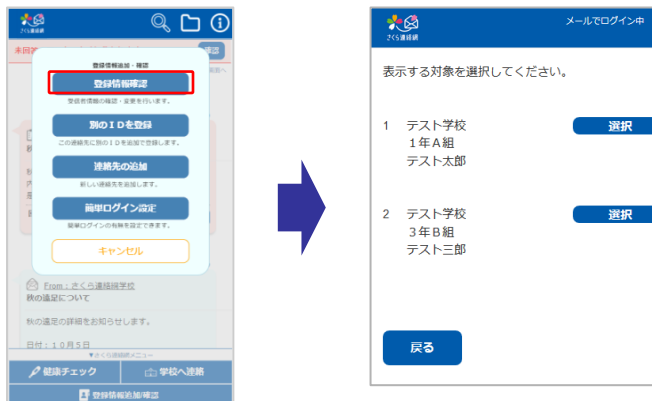 さくら連絡網
登録情報追加・確認
登録情報確認
受信者情報の確認・変更を行います。
別のIDを登録
この連絡先に別のIDを追加で登録します。
連絡先の追加
新しい連絡先を追加します。
簡単ログイン設定
簡単ログインの有無を設定できます。
キャンセル
From:さくら連絡網学校
秋の遠足について
秋の遠足の詳細をお知らせします。
日付:10月5日
▼さくら連絡網メニュー
健康チェック
学校へ連絡
登録情報追加/確認
さくら連絡網
メールでログイン中
表示する対象を選択してください。
1 テスト学校 選択
1年A組
テスト太郎
2 テスト学校 選択
3年B組
テスト三郎
戻る